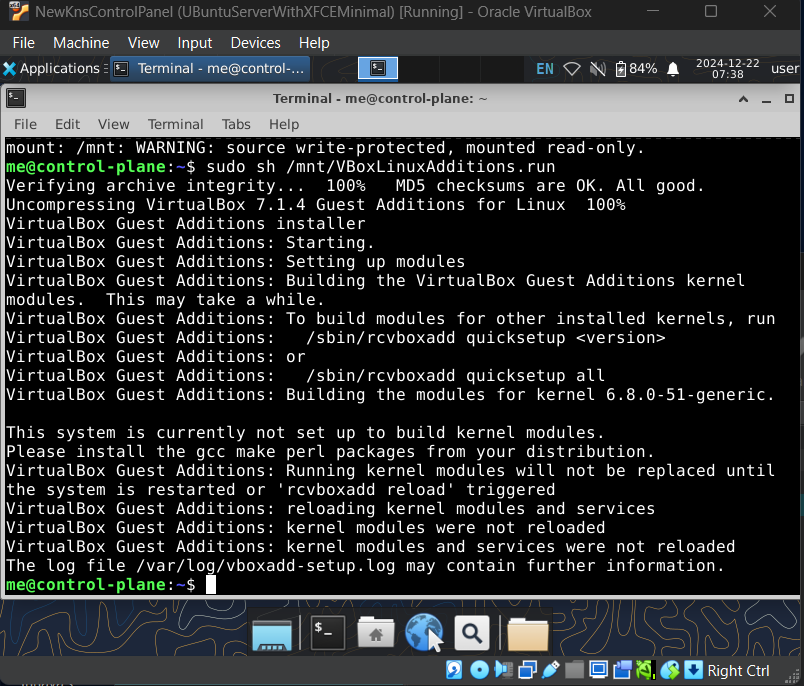 NewKnsControlPanel (UBuntuServerWithXFCEMinimal) [Running] - Oracle VirtualBox
File Machine View Input Devices Help
Applications Terminal - me@control-... EN 84% 2024-12-22 user
07:38
Terminal - me@control-plane: ~
File Edit View Terminal Tabs Help
mount: /mnt: WARNING: source write-protected, mounted read-only.
me@control-plane:~$ sudo sh /mnt/VBoxLinuxAdditions.run
Verifying archive integrity...  100%   MD5 checksums are OK. All good.
Uncompressing VirtualBox 7.1.4 Guest Additions for Linux  100%
VirtualBox Guest Additions installer
VirtualBox Guest Additions: Starting.
VirtualBox Guest Additions: Setting up modules
VirtualBox Guest Additions: Building the VirtualBox Guest Additions kernel
modules.  This may take a while.
VirtualBox Guest Additions: To build modules for other installed kernels, run
VirtualBox Guest Additions:   /sbin/rcvboxadd quicksetup <version>
VirtualBox Guest Additions: or
VirtualBox Guest Additions:   /sbin/rcvboxadd quicksetup all
VirtualBox Guest Additions: Building the modules for kernel 6.8.0-51-generic.
This system is currently not set up to build kernel modules.
Please install the gcc make perl packages from your distribution.
VirtualBox Guest Additions: Running kernel modules will not be replaced until
the system is restarted or 'rcvboxadd reload' triggered
VirtualBox Guest Additions: reloading kernel modules and services
VirtualBox Guest Additions: kernel modules were not reloaded
VirtualBox Guest Additions: kernel modules and services were not reloaded
The log file /var/log/vboxadd-setup.log may contain further information.
me@control-plane:~$
Right Ctrl